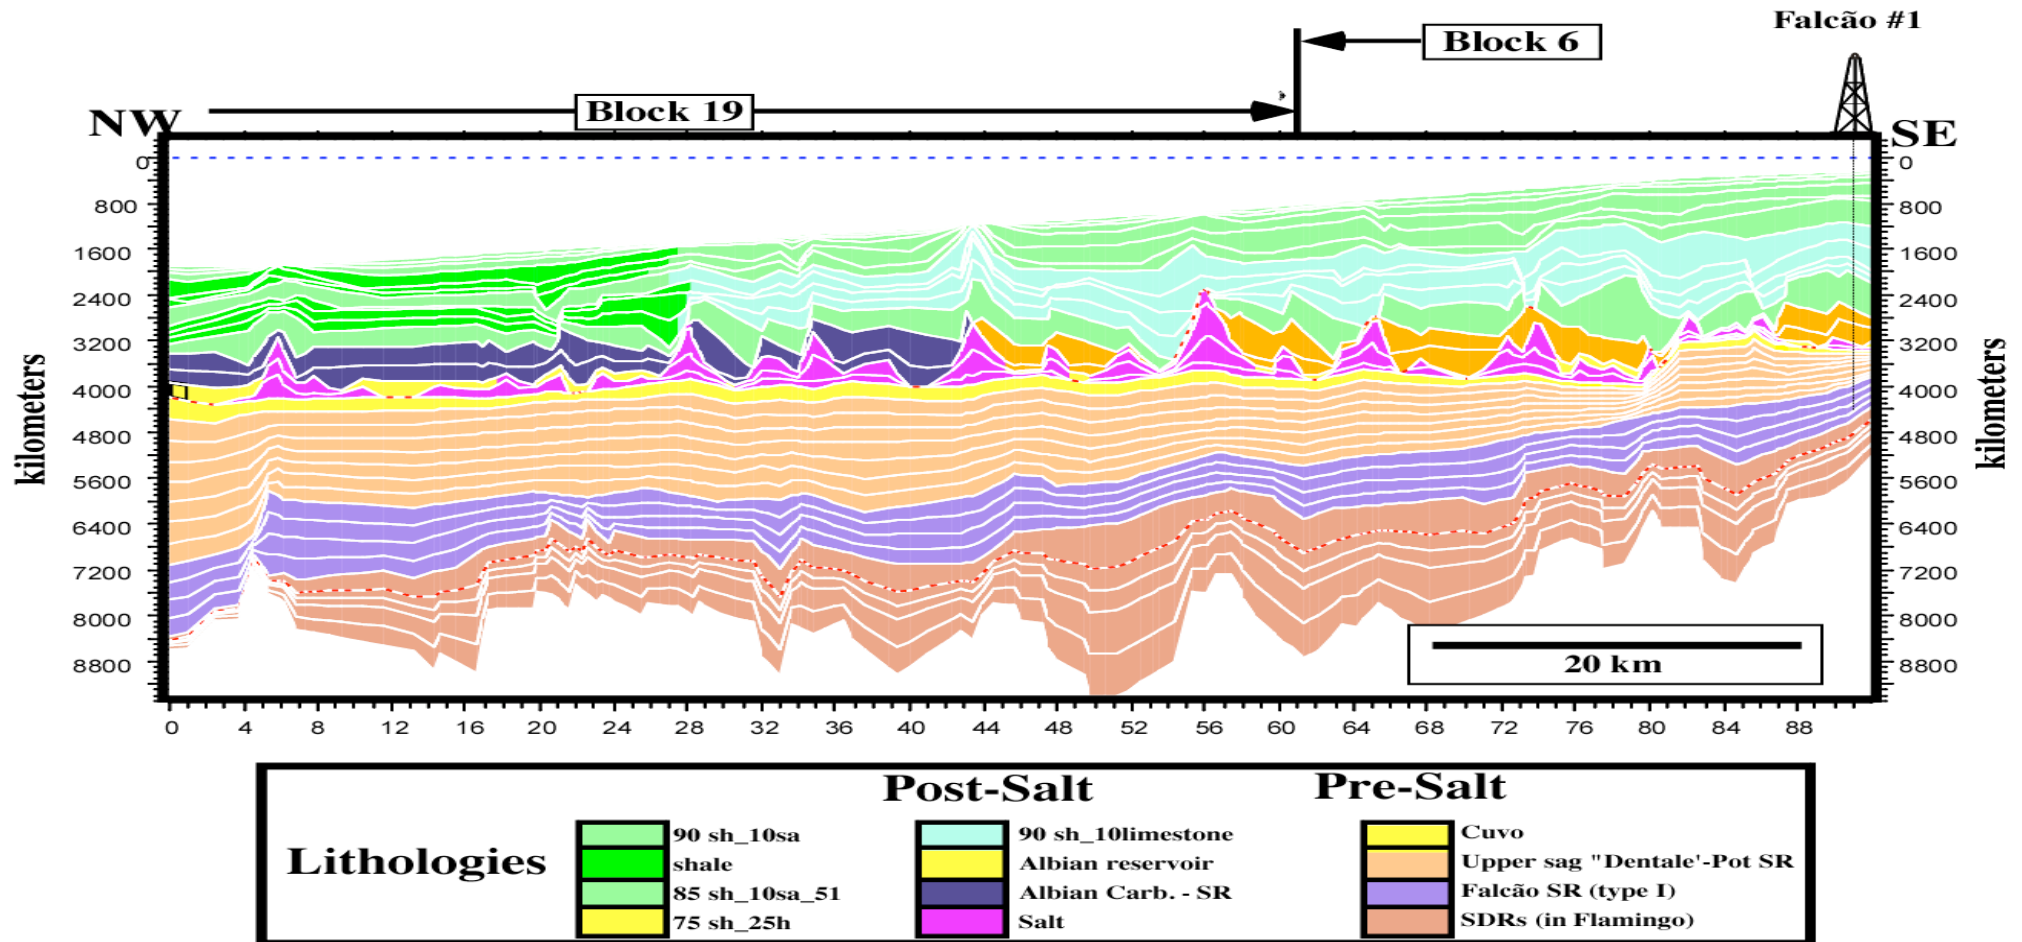 Falcão #1
Block 6
Block 19
NW
SE
0
800
1600
2400
3200
4000
4800
5600
6400
7200
8000
8800
kilometers
0
800
1600
2400
3200
4000
4800
5600
6400
7200
8000
8800
kilometers
20 km
0 4 8 12 16 20 24 28 32 36 40 44 48 52 56 60 64 68 72 76 80 84 88
Post-Salt
Pre-Salt
Lithologies
90 sh_10sa
shale
85 sh_10sa_51
75 sh_25h
90 sh_10limestone
Albian reservoir
Albian Carb. - SR
Salt
Cuvo
Upper sag "Dentale'-Pot SR
Falcão SR (type I)
SDRs (in Flamingo)